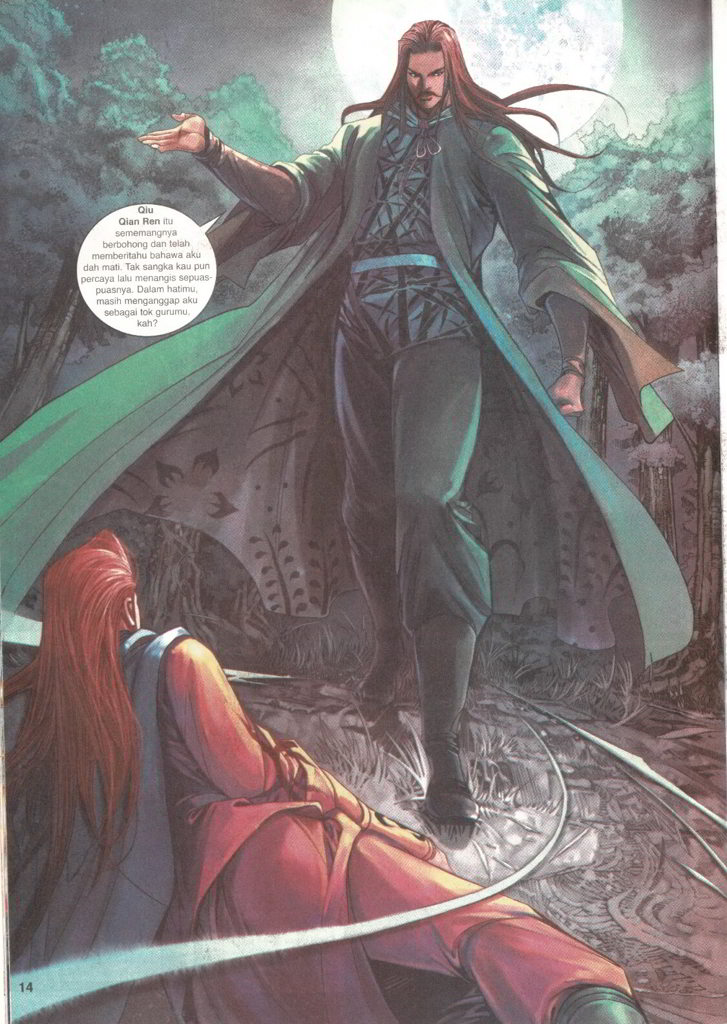 Qiu
Qian Ren itu
sememangnya
berbohong dan telah
memberitahu bahawa aku
dah mati. Tak sangka kau pun
percaya lalu menangis sepuas-
puasnya. Dalam hatimu,
masih menganggap aku
sebagai tok gurumu,
kah?
14